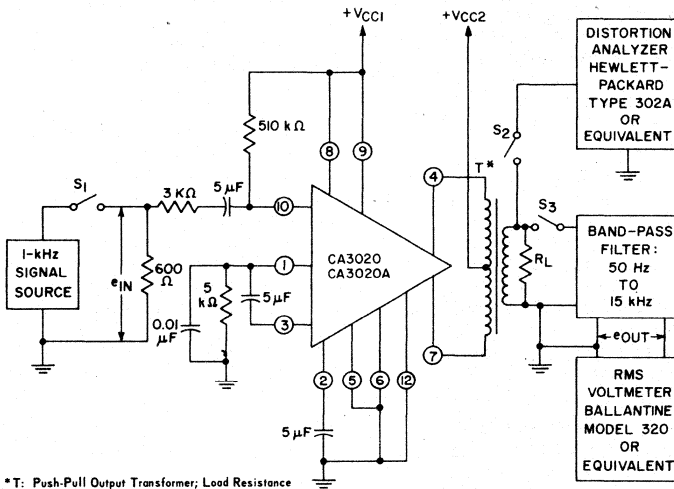 +VCC1
+VCC2
DISTORTION
ANALYZER
HEWLETT-
PACKARD
TYPE 302A
OR
EQUIVALENT
510 kΩ
8
9
S2
T*
4
S1
3 KΩ
5 µF
10
S3
1-kHz
SIGNAL
SOURCE
eIN
600
Ω
1
5
kΩ
5 µF
0.01
µF
3
CA3020
CA3020A
RL
BAND-PASS
FILTER:
50 Hz
TO
15 kHz
7
eOUT
2
5
6
12
5 µF
RMS
VOLTMETER
BALLANTINE
MODEL 320
OR
EQUIVALENT
*T: Push-Pull Output Transformer; Load Resistance